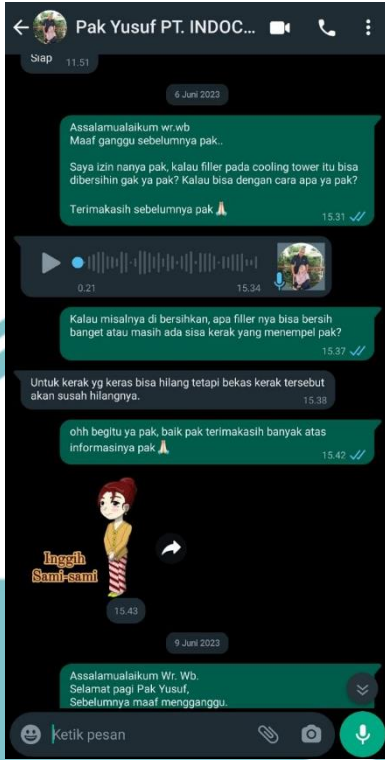 Pak Yusuf PT. INDOC...
Siap 11.51
6 Juni 2023
Assalamualaikum wr.wb
Maaf ganggu sebelumnya pak..
Saya izin nanya pak, kalau filler pada cooling tower itu bisa
dibersihin gak ya pak? Kalau bisa dengan cara apa ya pak?
Terimakasih sebelumnya pak 🙏🏻
15.31
0.21 15.34
Kalau misalnya di bersihkan, apa filler nya bisa bersih
banget atau masih ada sisa kerak yang menempel pak?
15.37
Untuk kerak yg keras bisa hilang tetapi bekas kerak tersebut
akan susah hilangnya. 15.38
ohh begitu ya pak, baik pak terimakasih banyak atas
informasinya pak 🙏🏻 15.42
Inggih
Sami-sami
15.43
9 Juni 2023
Assalamualaikum Wr. Wb.
Selamat pagi Pak Yusuf,
Sebelumnya maaf mengganggu.
Ketik pesan